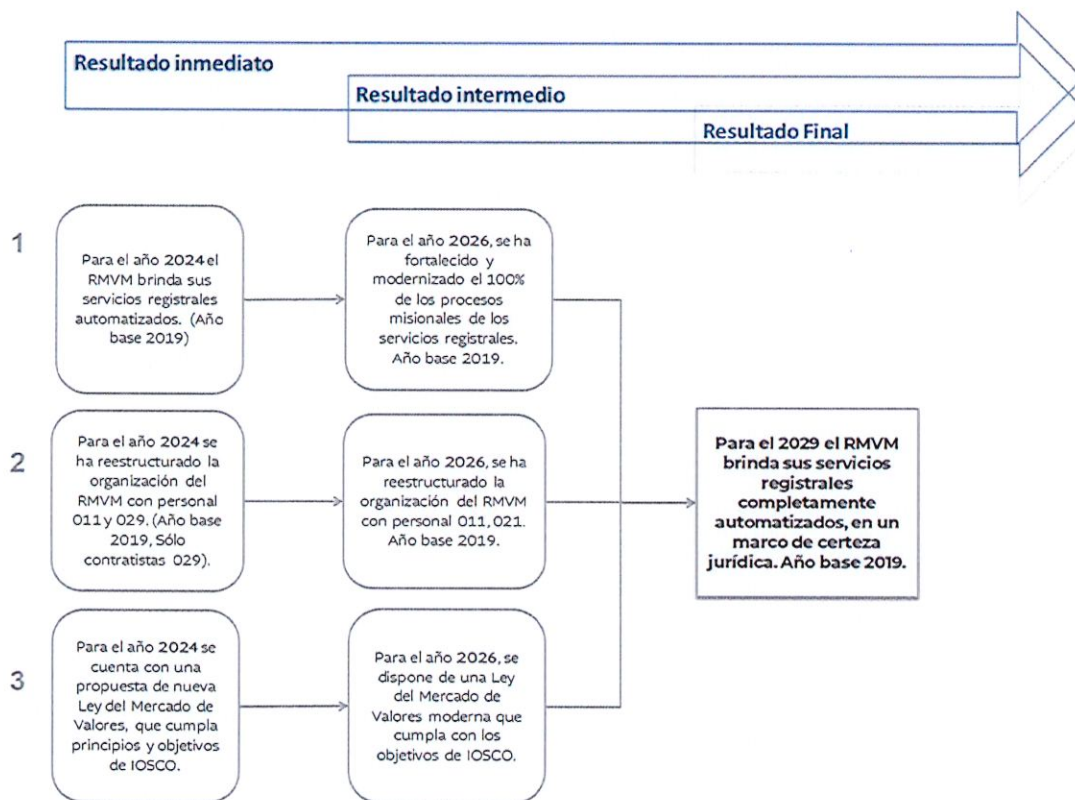 Resultado inmediato
Resultado intermedio
Resultado Final
1
Para el año 2024 el
RMVM brinda sus
servicios registrales
automatizados. (Año
base 2019)
Para el año 2026, se ha
fortalecido y
modernizado el 100%
de los procesos
misionales de los
servicios registrales.
Año base 2019.
2
Para el año 2024 se
ha reestructurado la
organización del
RMVM con personal
011 y 029. (Año base
2019, Sólo
contratistas 029).
Para el año 2026, se ha
reestructurado la
organización del RMVM
con personal 011, 021.
Año base 2019.
Para el 2029 el RMVM
brinda sus servicios
registrales
completamente
automatizados, en un
marco de certeza
jurídica. Año base 2019.
3
Para el año 2024 se
cuenta con una
propuesta de nueva
Ley del Mercado de
Valores, que cumpla
principios y objetivos
de IOSCO.
Para el año 2026, se
dispone de una Ley
del Mercado de
Valores moderna que
cumpla con los
objetivos de IOSCO.